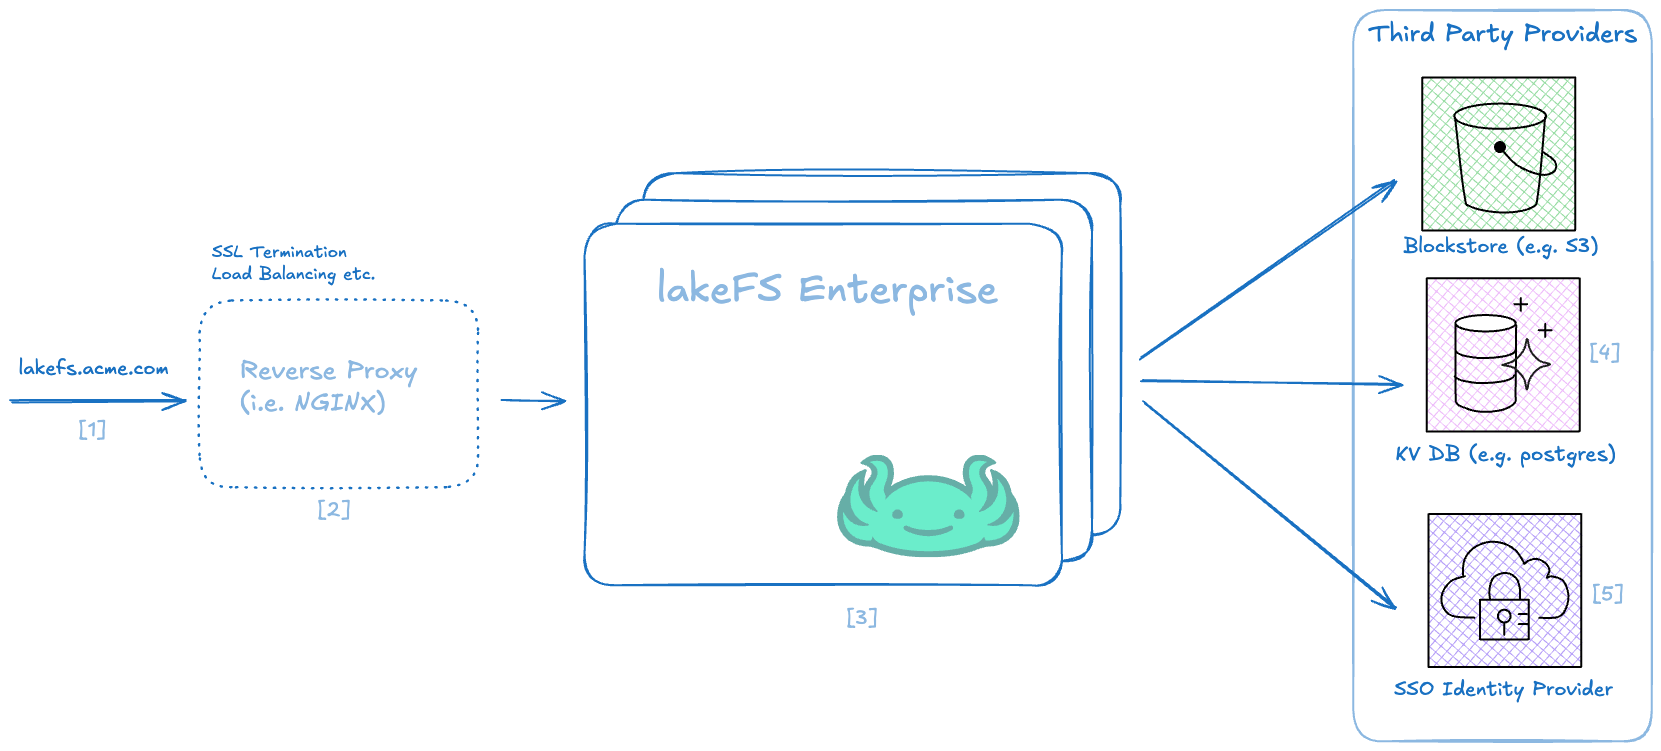 Third Party Providers
Blockstore (e.g. S3)
SSL Termination
Load Balancing etc.
lakeFS Enterprise
lakefs.acme.com
[1]
Reverse Proxy
(i.e. NGINX)
[2]
[3]
[4]
KV DB (e.g. postgres)
[5]
SSO Identity Provider